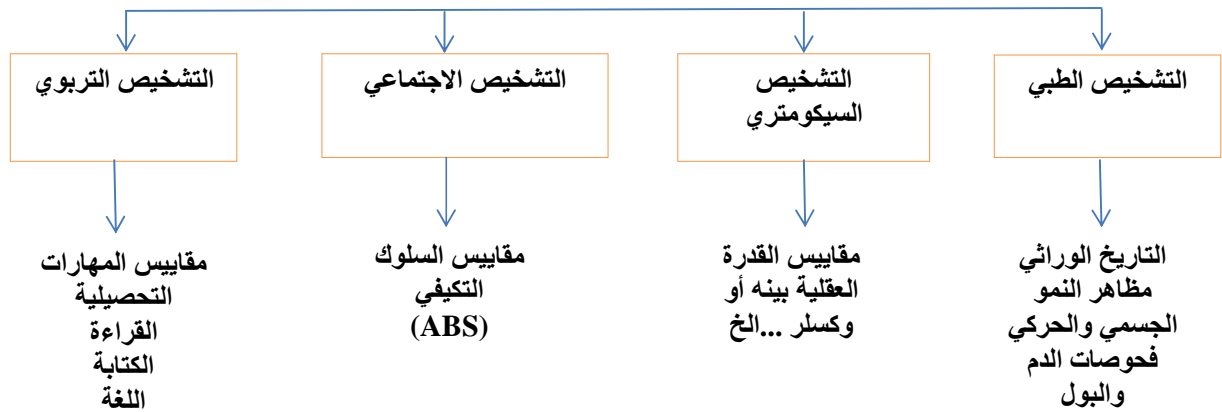 التشخيص الطبي
التشخيص
السيكومتري
التشخيص الاجتماعي
التشخيص التربوي
التاريخ الوراثي
مظاهر النمو
الجسمي والحركي
فحوصات الدم
والبول
مقاييس القدرة
العقلية بينه أو
وكسلر ...الخ
مقاييس السلوك
التكيفي
(ABS)
مقاييس المهارات
التحصيلية
القراءة
الكتابة
اللغة